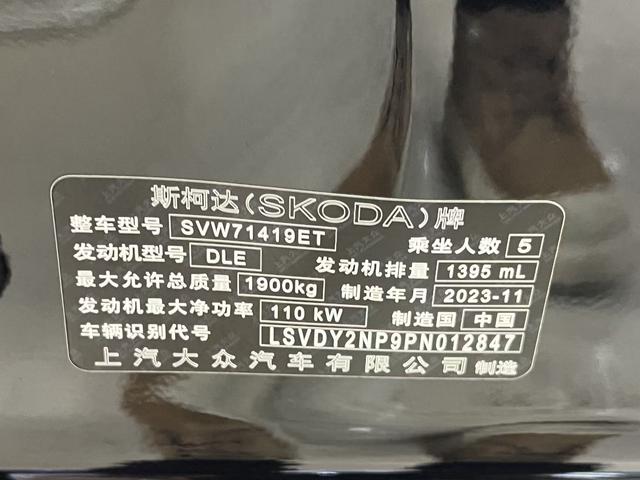 斯柯达(SKODA)牌
整车型号 SVW71419ET 乘坐人数 5
发动机型号 DLE 发动机排量 1395 mL
最大允许总质量 1900kg 制造年月 2023-11
发动机最大净功率 110 kW 制造国 中国
车辆识别代号 LSVDY2NP9PN012847
上汽大众汽车有限公司 制造